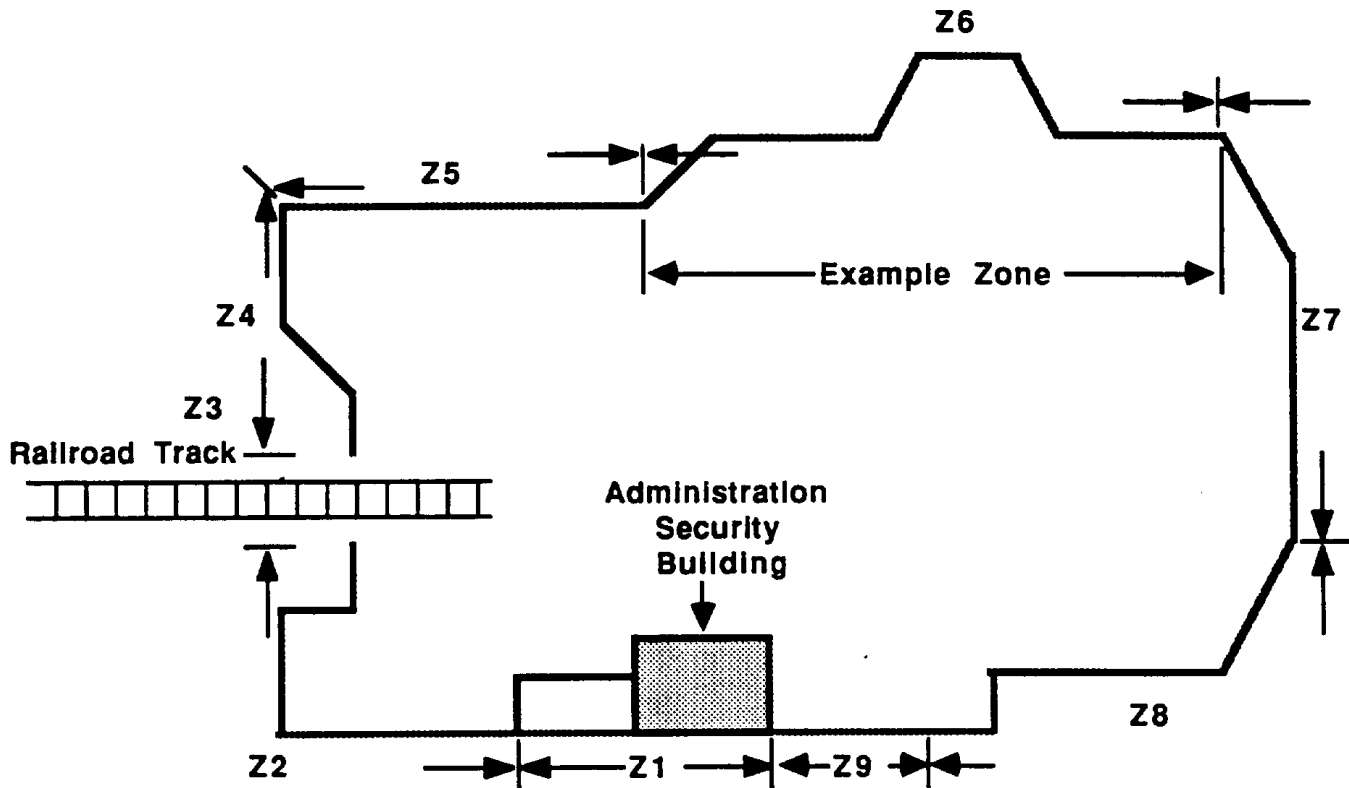 Z6
Z5
Example Zone
Z4
Z7
Z3
Railroad Track
Administration
Security
Building
Z8
Z2
Z1
Z9